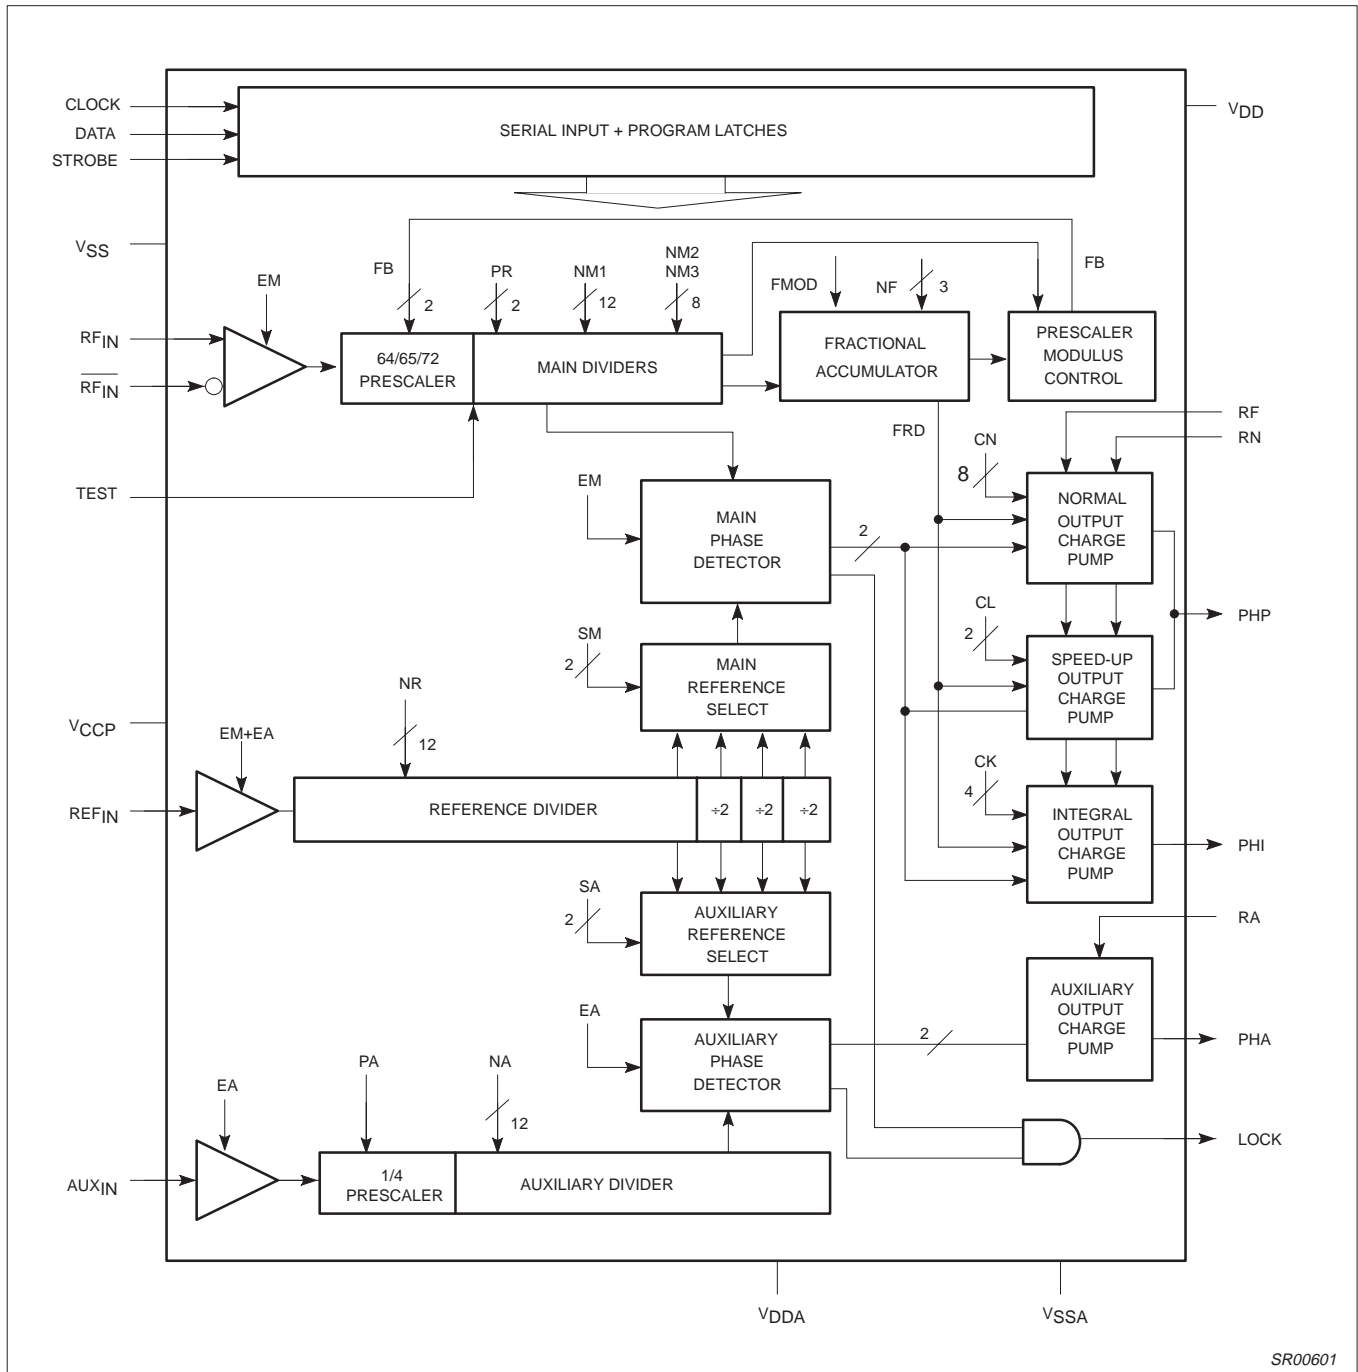 CLOCK
DATA
STROBE
SERIAL INPUT + PROGRAM LATCHES
VDD
VSS
EM
FB
2
PR
2
NM1
12
NM2
NM3
8
FMOD
NF
3
FB
RFIN
RFIN
64/65/72
PRESCALER
MAIN DIVIDERS
FRACTIONAL
ACCUMULATOR
PRESCALER
MODULUS
CONTROL
RF
RN
FRD
CN
8
TEST
EM
MAIN
PHASE
DETECTOR
2
NORMAL
OUTPUT
CHARGE
PUMP
PHP
CL
2
SPEED-UP
OUTPUT
CHARGE
PUMP
SM
2
MAIN
REFERENCE
SELECT
VCCP
EM+EA
NR
12
REFIN
REFERENCE DIVIDER
÷2
÷2
÷2
CK
4
INTEGRAL
OUTPUT
CHARGE
PUMP
PHI
SA
2
AUXILIARY
REFERENCE
SELECT
RA
EA
AUXILIARY
PHASE
DETECTOR
2
AUXILIARY
OUTPUT
CHARGE
PUMP
PHA
EA
PA
NA
12
AUXIN
1/4
PRESCALER
AUXILIARY DIVIDER
LOCK
VDDA
VSSA
SR00601